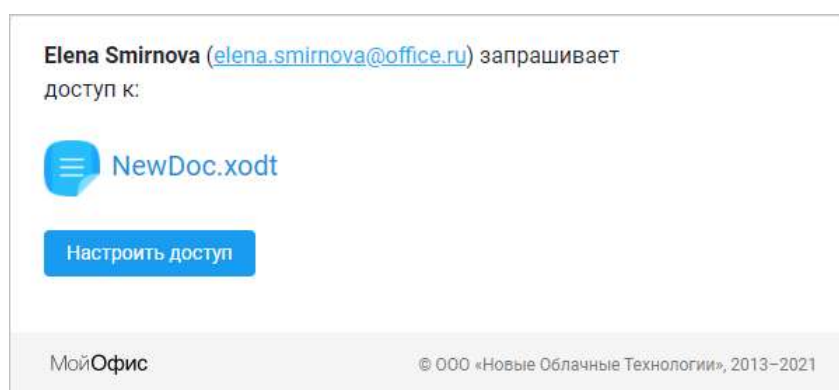 Elena Smirnova (elena.smirnova@office.ru) запрашивает
доступ к:
NewDoc.xodt
Настроить доступ
МойОфис
© ООО «Новые Облачные Технологии», 2013–2021